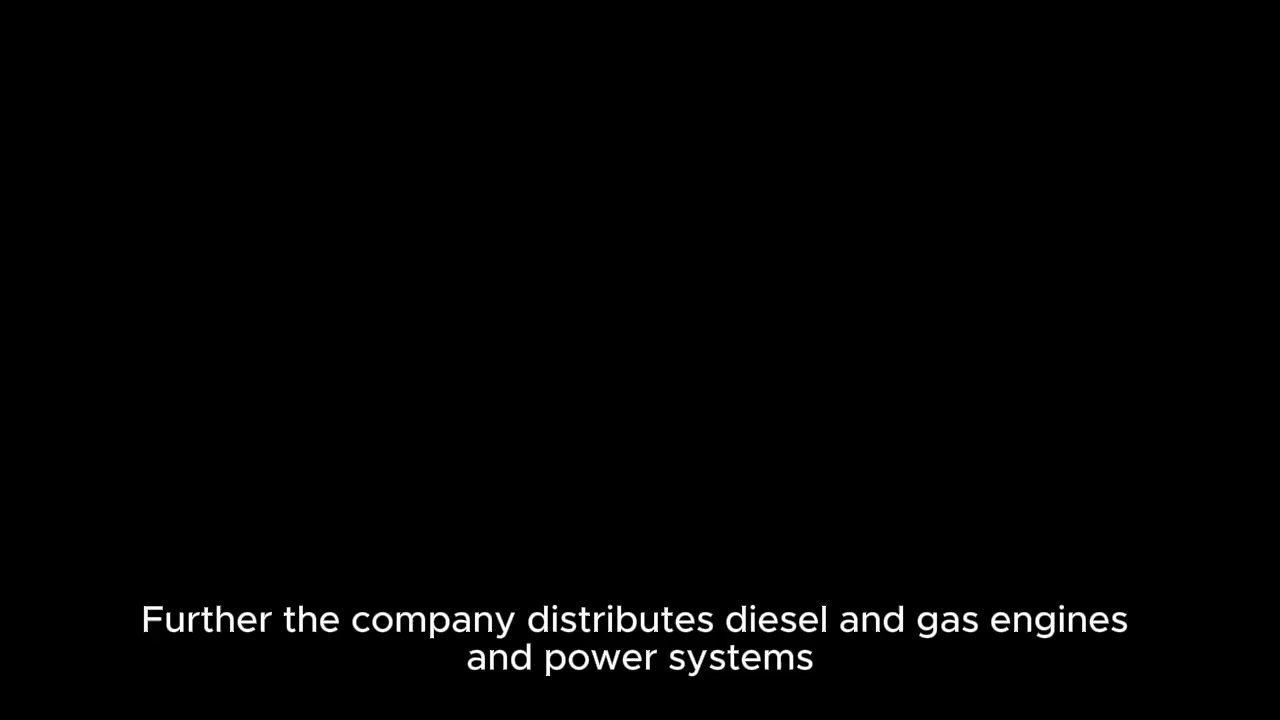 Further the company distributes diesel and gas engines
and power systems